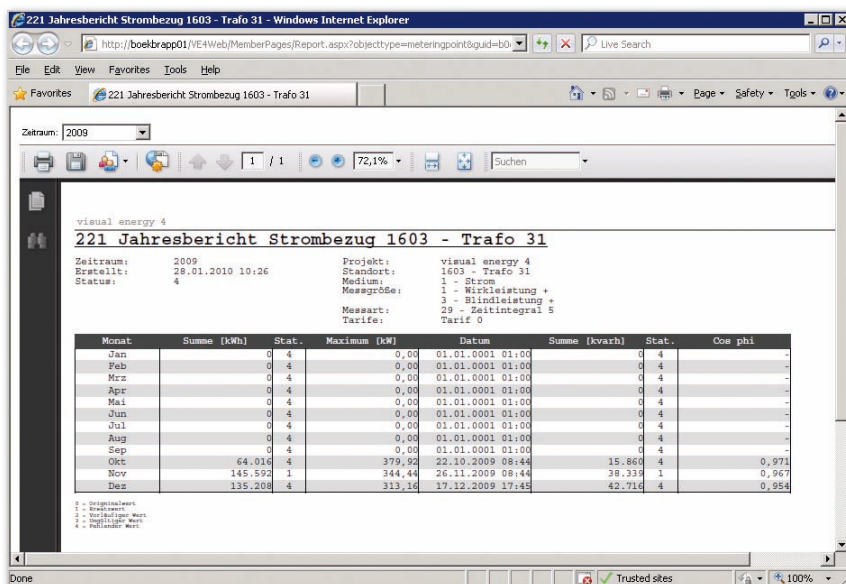 221 Jahresbericht Strombezug 1603 - Trafo 31 - Windows Internet Explorer
http://boekbrapp01/VE4Web/MemberPages/Report.aspx?objecttype=meteringpoint&guid=b0
Live Search
File Edit View Favorites Tools Help
Favorites 221 Jahresbericht Strombezug 1603 - Trafo 31 Page Safety Tools
Zeitraum: 2009
1 / 1 72,1% Suchen
visual energy 4
221 Jahresbericht Strombezug 1603 - Trafo 31
Zeitraum: 2009 Projekt: visual energy 4
Erstellt: 28.01.2010 10:26 Standort: 1603 - Trafo 31
Status: 4 Medium: 1 - Strom
Messgröße: 1 - Wirkleistung +
3 - Blindleistung +
Messart: 29 - Zeitintegral 5
Tarife: Tarif 0
Monat Summe [kWh] Stat. Maximum [kW] Datum Summe [kvarh] Stat. Cos phi
Jan 0 4 0,00 01.01.0001 01:00 0 4 -
Feb 0 4 0,00 01.01.0001 01:00 0 4 -
Mrz 0 4 0,00 01.01.0001 01:00 0 4 -
Apr 0 4 0,00 01.01.0001 01:00 0 4 -
Mai 0 4 0,00 01.01.0001 01:00 0 4 -
Jun 0 4 0,00 01.01.0001 01:00 0 4 -
Jul 0 4 0,00 01.01.0001 01:00 0 4 -
Aug 0 4 0,00 01.01.0001 01:00 0 4 -
Sep 0 4 0,00 01.01.0001 01:00 0 4 -
Okt 64.016 4 379,92 22.10.2009 08:44 15.860 4 0,971
Nov 145.592 1 344,44 26.11.2009 08:44 38.339 1 0,967
Dez 135.208 4 313,16 17.12.2009 17:45 42.716 4 0,954
0 = Originalwert
1 = Ersatzwert
2 = Vorläufiger Wert
3 = Ungültiger Wert
4 = Fehlender Wert
Done Trusted sites 100%